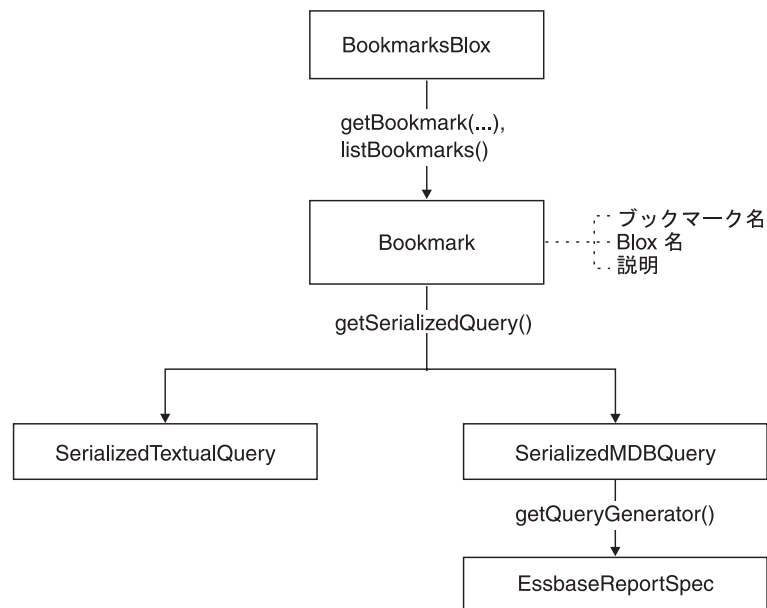 BookmarksBlox
getBookmark(...),
listBookmarks()
Bookmark
ブックマーク名
Blox 名
説明
getSerializedQuery()
SerializedTextualQuery
SerializedMDBQuery
getQueryGenerator()
EssbaseReportSpec